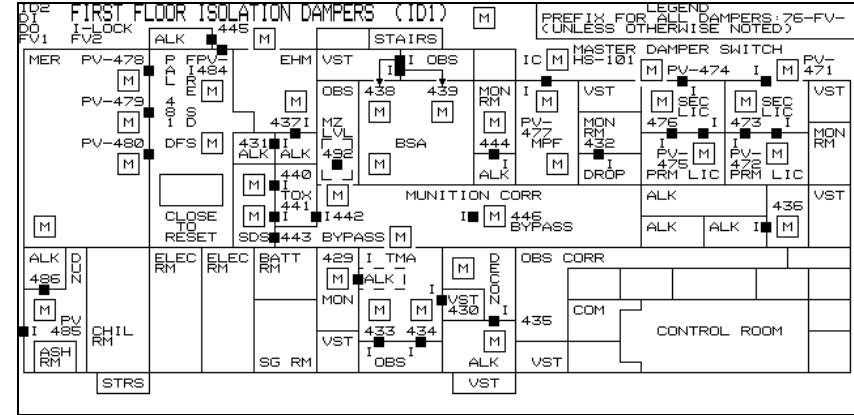 ID2 FIRST FLOOR ISOLATION DAMPERS (ID1) M LEGEND
DI I-LOCK 445 PREFIX FOR ALL DAMPERS:76-FV-
DO (UNLESS OTHERWISE NOTED)
FV1 FV2 ALK M STAIRS
MASTER DAMPER SWITCH
MER PV-478 P F PV- EHM VST I OBS IC M HS-101 M PV-474 I M PV-
A I 484 471
M L R M OBS 438 439 MON I VST M SEC M SEC VST
E RM LIC LIC
PV-479 4 S M MZ M M M PV- MON 476 I 473 I MON
8 D LVL 477 RM RM
M 1 437 I BSA 444 MPF 432 I I
PV-480 DFS M 431 I 492 I I PV- M PV- M
475 472
M ALK ALK M ALK M DROP PRM LIC PRM LIC
440
M I M MUNITION CORR ALK VST
TOX
CLOSE M 441 I I442 I M 446 436
TO BYPASS
M RESET SDS 443 BYPASS M ALK ALK I M
ALK DUN ELEC ELEC BATT 429 I TMA M DECON OBS CORR
RM RM RM
486 M ALK I
M MON M M I VST I COM
PV 430 435
I 485 CHIL 433 434 CONTROL ROOM
RM
ASH VST I I M
RM
SG RM OBS ALK VST
STRS VST